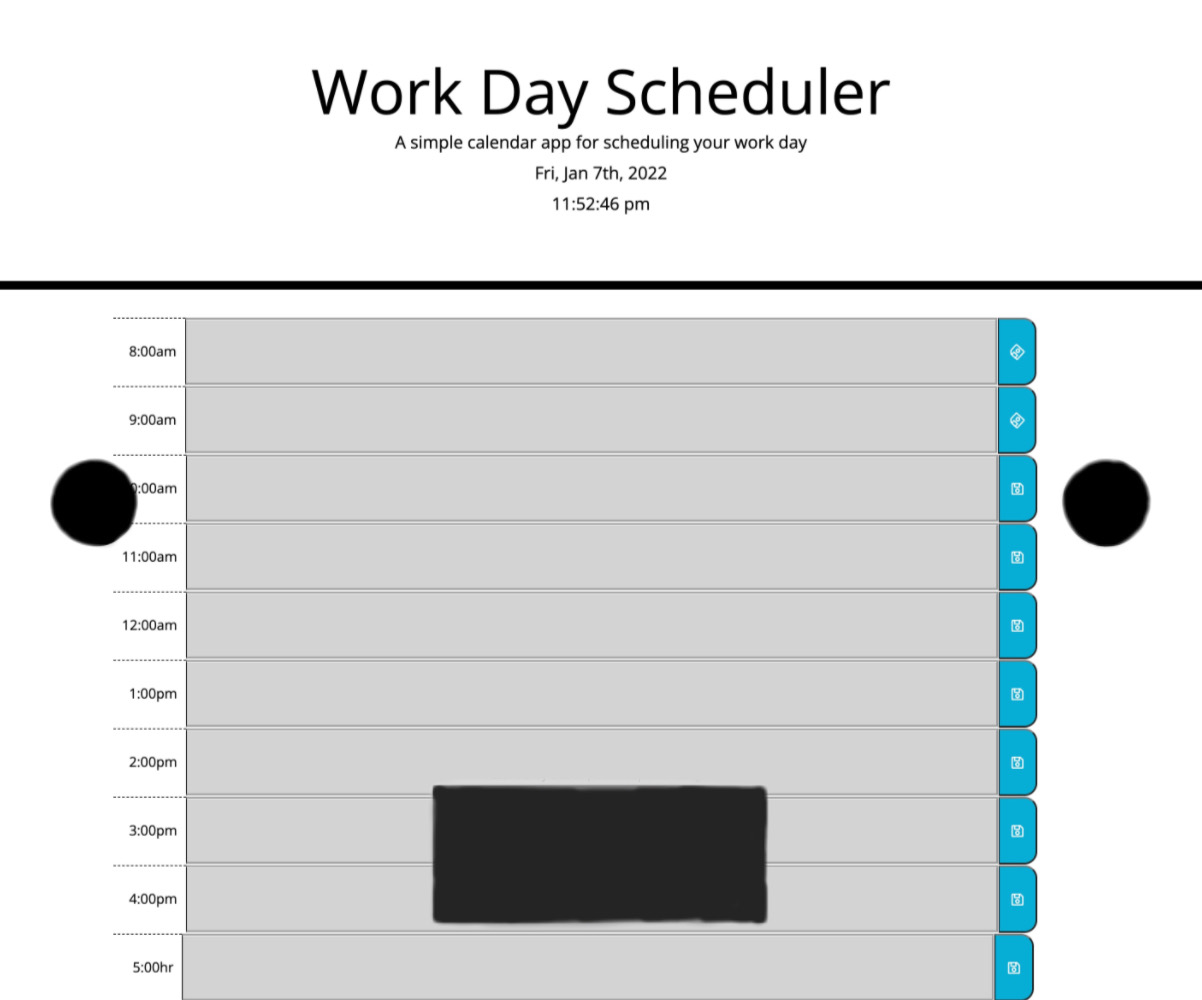 Work Day Scheduler
A simple calendar app for scheduling your work day
Fri, Jan 7th, 2022
11:52:46 pm
8:00am
9:00am
:00am
11:00am
12:00am
1:00pm
2:00pm
3:00pm
4:00pm
5:00hr